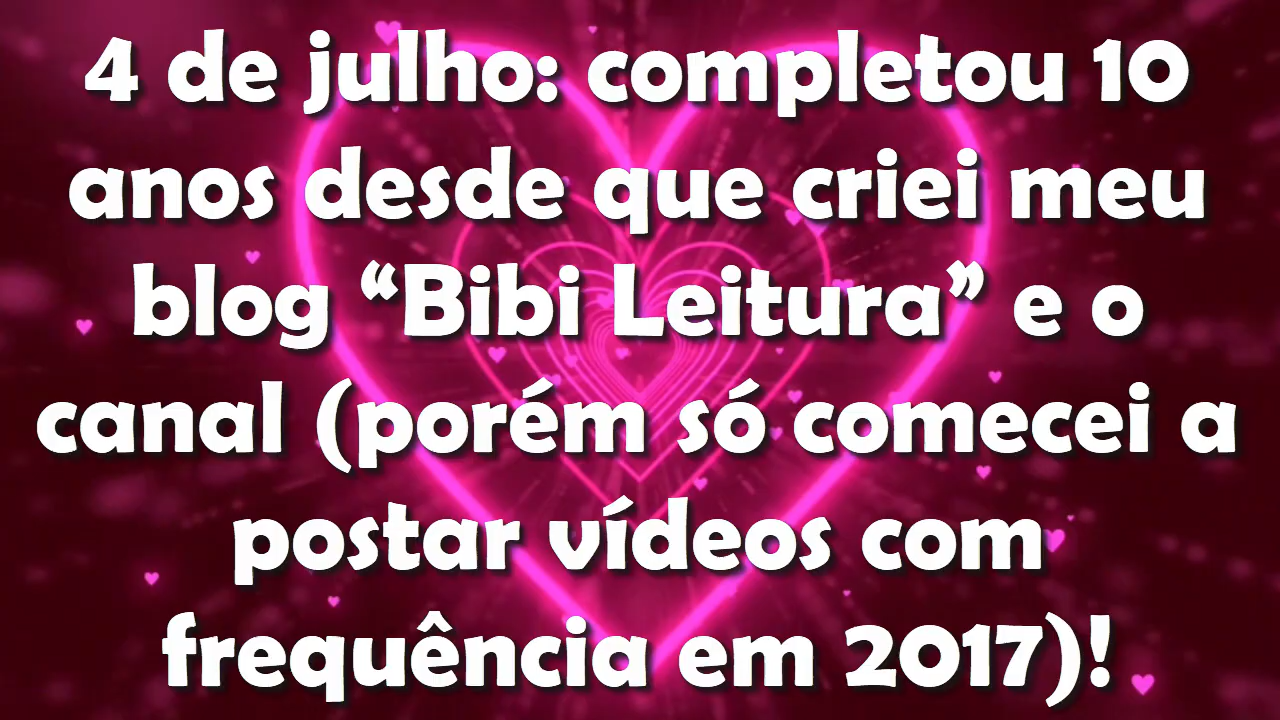 4 de julho: completou 10
anos desde que criei meu
blog “Bibi Leitura” e o
canal (porém só comecei a
postar vídeos com
frequência em 2017)!